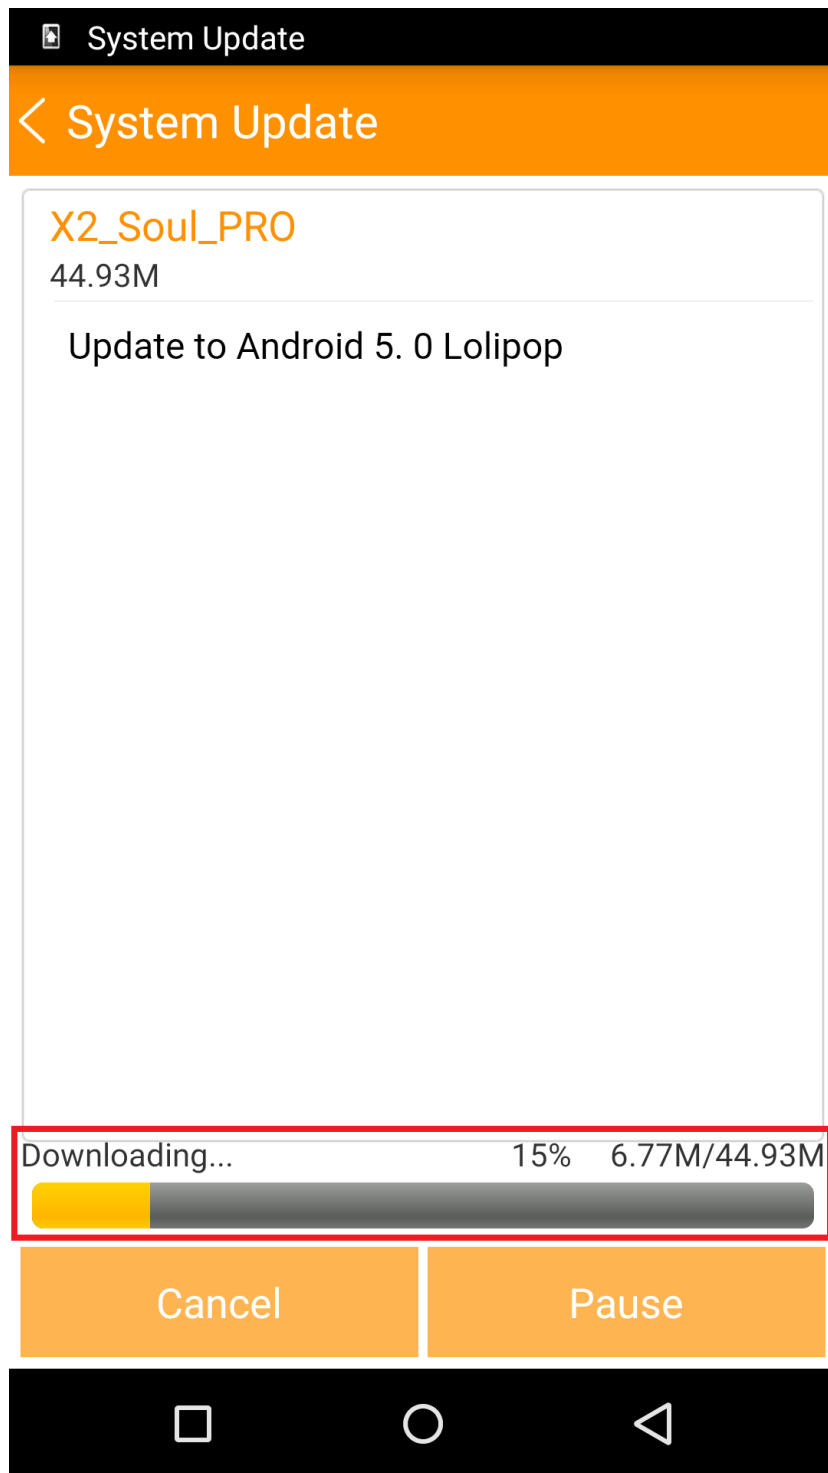 System Update
System Update
X2_Soul_PRO
44.93M
Update to Android 5. 0 Lolipop
Downloading... 15% 6.77M/44.93M
Cancel Pause